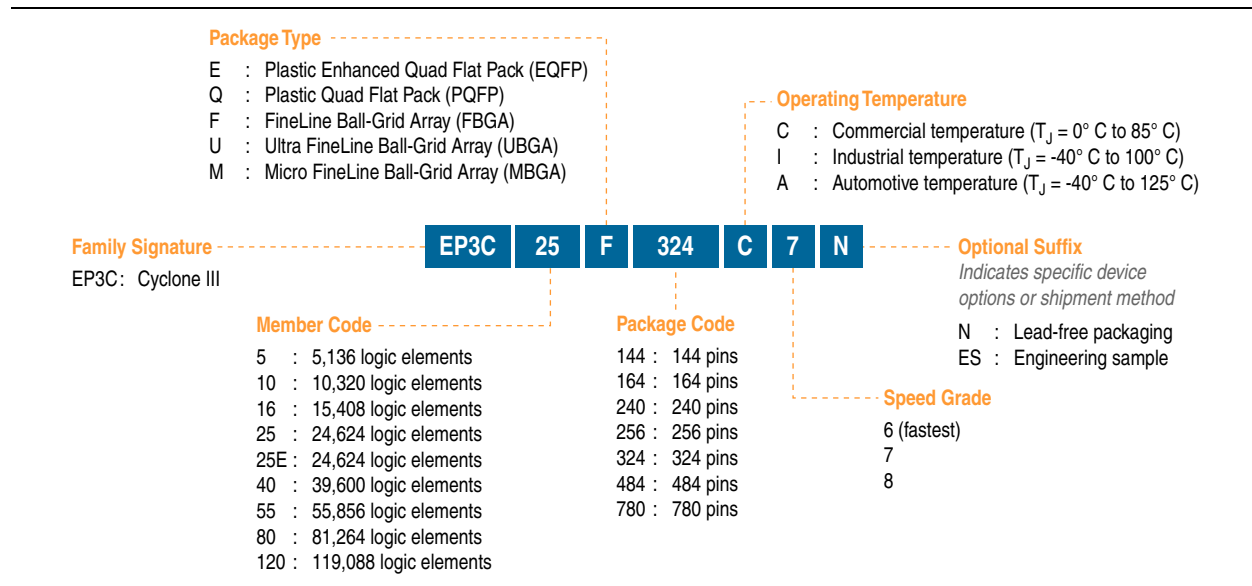 Package Type
E : Plastic Enhanced Quad Flat Pack (EQFP)
Q : Plastic Quad Flat Pack (PQFP)
F : FineLine Ball-Grid Array (FBGA)
U : Ultra FineLine Ball-Grid Array (UBGA)
M : Micro FineLine Ball-Grid Array (MBGA)
Operating Temperature
C : Commercial temperature (TJ = 0° C to 85° C)
I : Industrial temperature (TJ = -40° C to 100° C)
A : Automotive temperature (TJ = -40° C to 125° C)
Family Signature
EP3C : Cyclone III
EP3C 25 F 324 C 7 N
Optional Suffix
Indicates specific device
options or shipment method
N : Lead-free packaging
ES : Engineering sample
Member Code
5 : 5,136 logic elements
10 : 10,320 logic elements
16 : 15,408 logic elements
25 : 24,624 logic elements
25E : 24,624 logic elements
40 : 39,600 logic elements
55 : 55,856 logic elements
80 : 81,264 logic elements
120 : 119,088 logic elements
Package Code
144 : 144 pins
164 : 164 pins
240 : 240 pins
256 : 256 pins
324 : 324 pins
484 : 484 pins
780 : 780 pins
Speed Grade
6 (fastest)
7
8